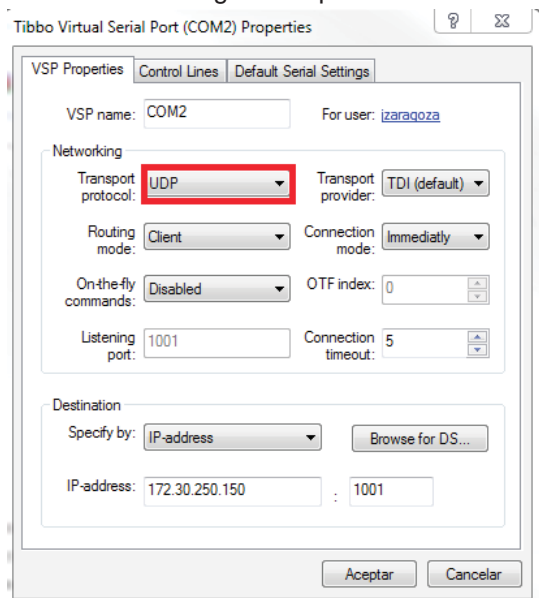 Tibbo Virtual Serial Port (COM2) Properties
VSP Properties Control Lines Default Serial Settings
VSP name: COM2 For user: izaragoza
Networking
Transport protocol: UDP Transport provider: TDI (default)
Routing mode: Client Connection mode: Immediatly
On-the-fly commands: Disabled OTF index: 0
Listening port: 1001 Connection timeout: 5
Destination
Specify by: IP-address Browse for DS...
IP-address: 172.30.250.150 : 1001
Aceptar Cancelar